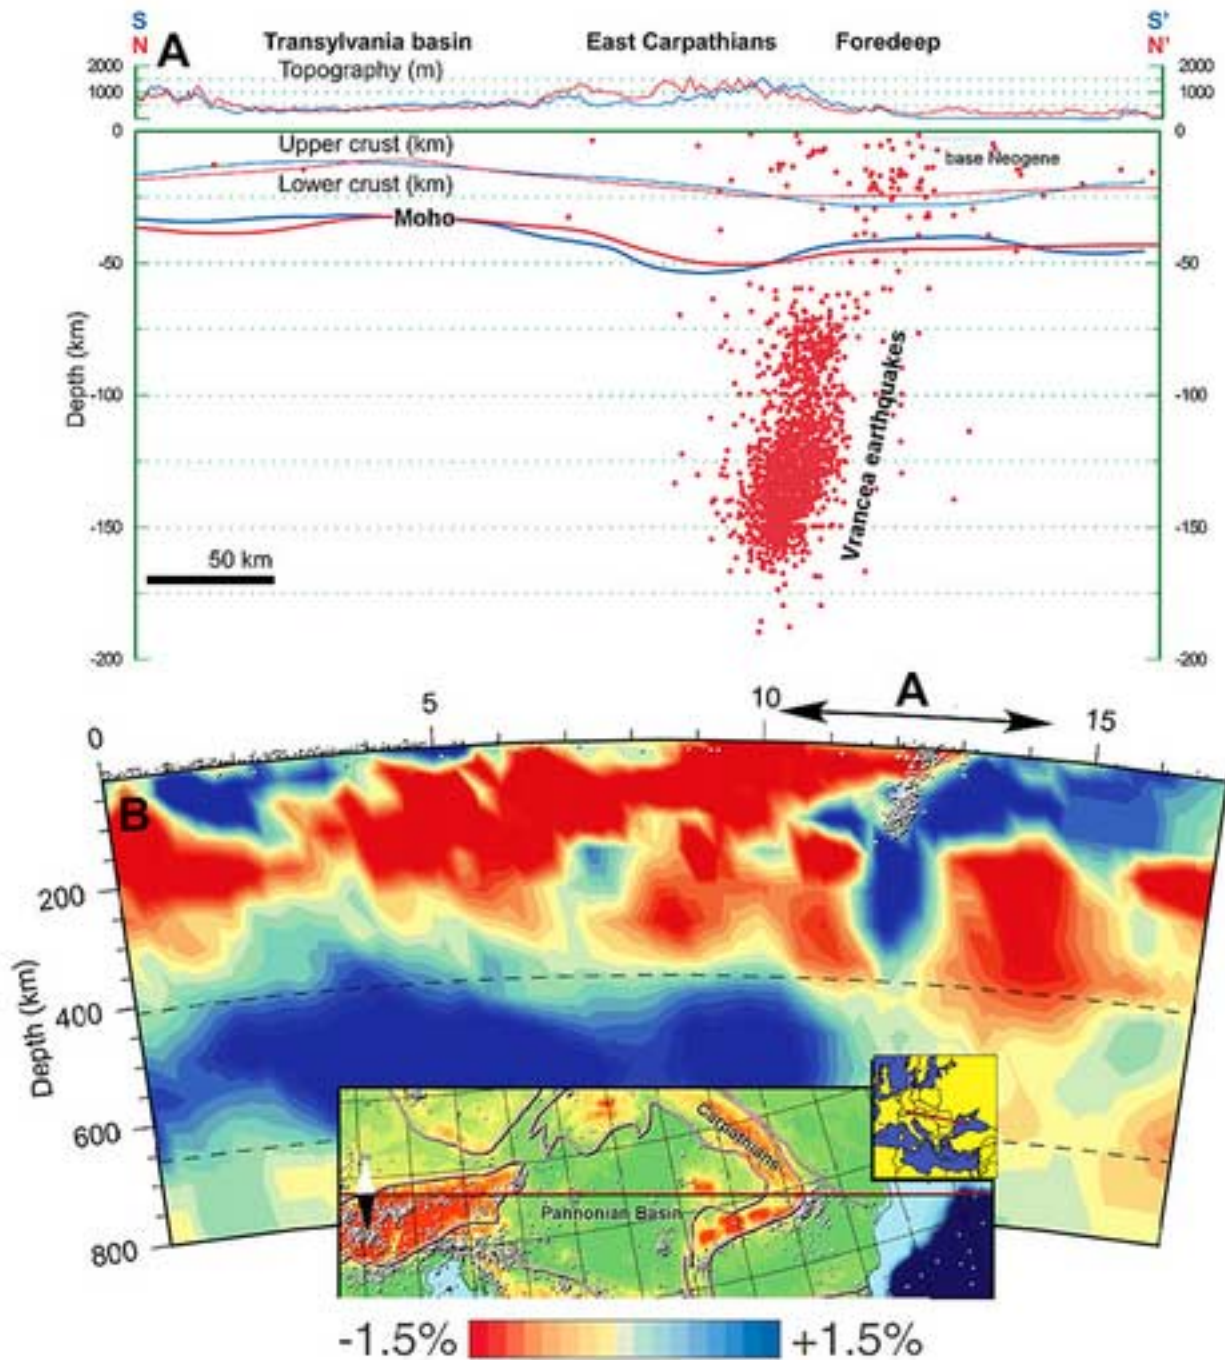 S S'
N A Transylvania basin East Carpathians Foredeep N'
2000 Topography (m) 2000
1000 1000
0 0
Upper crust (km) base Neogene
Lower crust (km)
Moho
-50 -50
Depth (km)
-100 -100
Vrancea earthquakes
-150 -150
50 km
-200 -200
A
0 5 10 15
B
200
Depth (km)
400
600
800
Carpathians
Pannonian Basin
-1.5% +1.5%